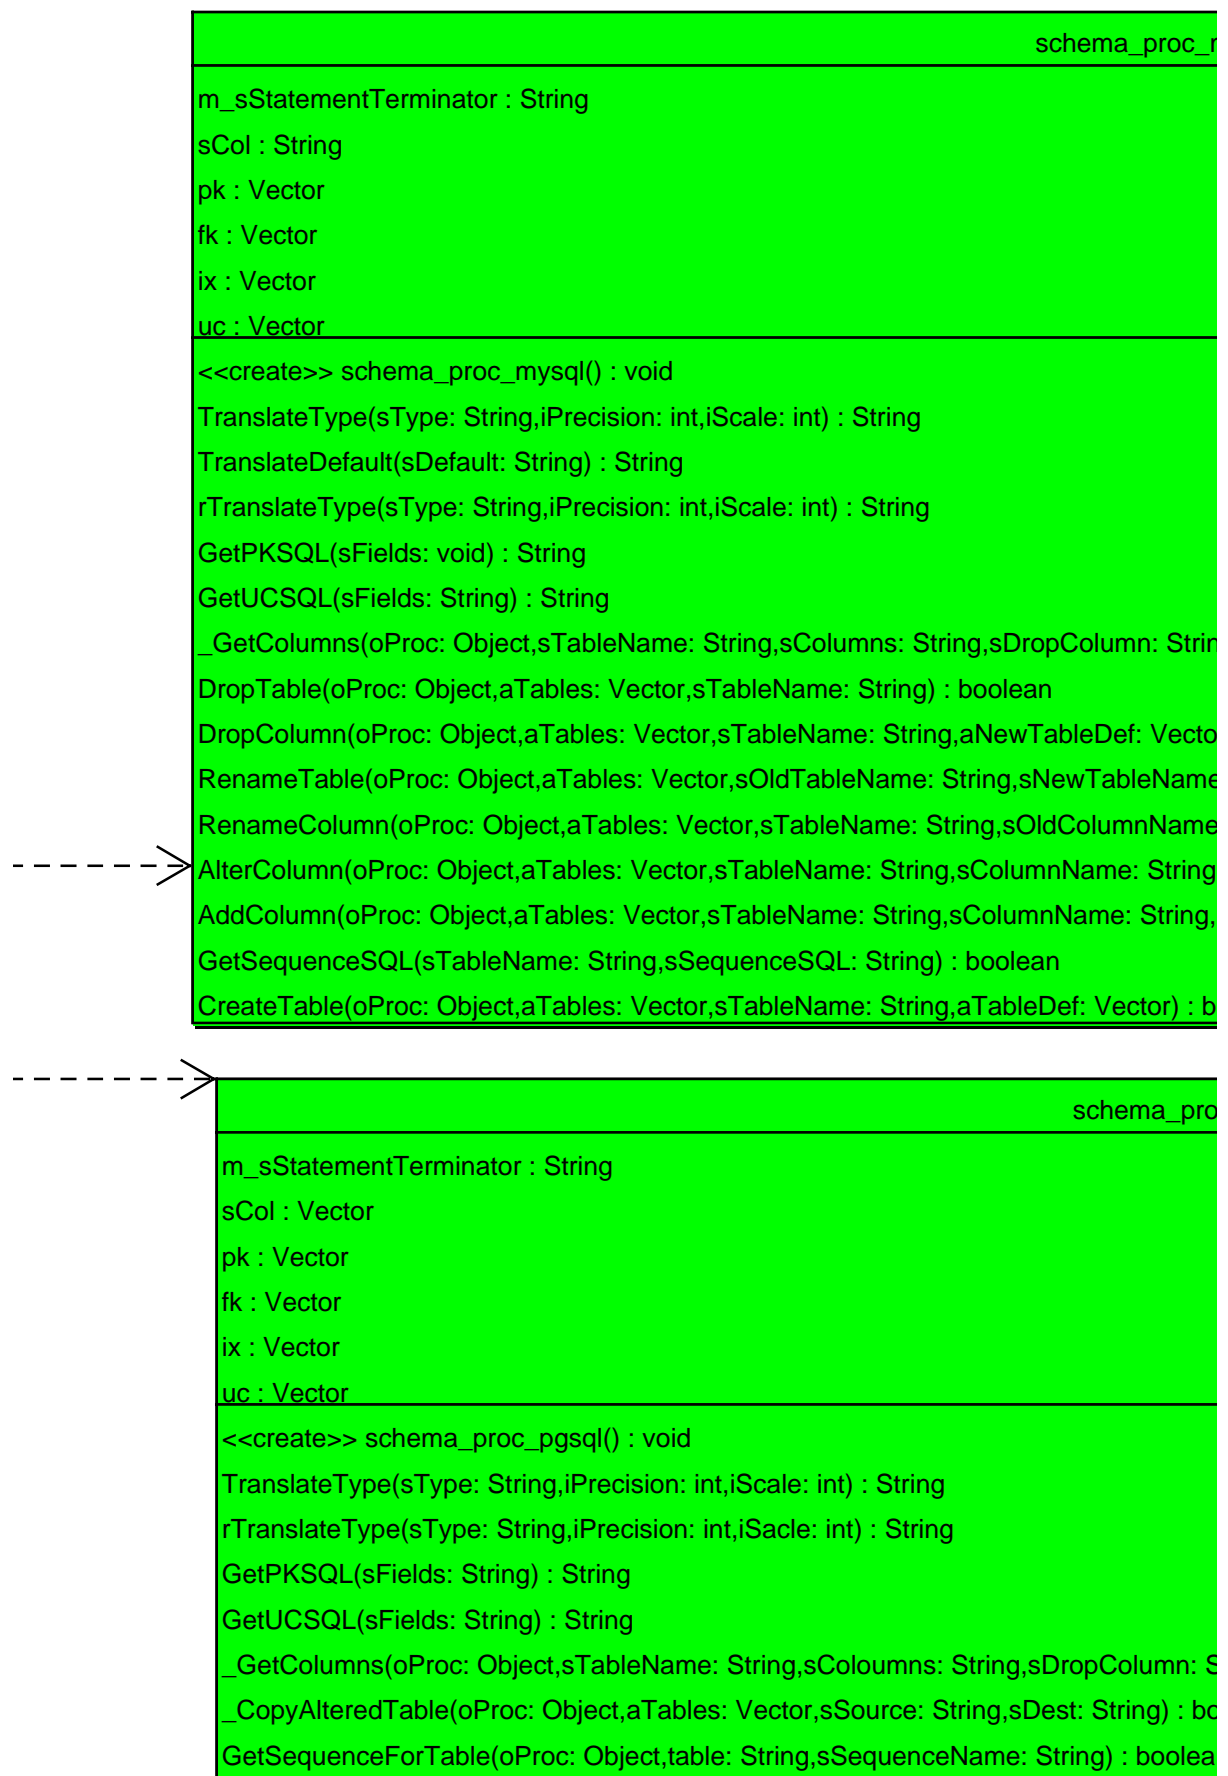 schema_proc_
m_sStatementTerminator : String
sCol : String
pk : Vector
fk : Vector
ix : Vector
uc : Vector
<<create>> schema_proc_mysql() : void
TranslateType(sType: String,iPrecision: int,iScale: int) : String
TranslateDefault(sDefault: String) : String
rTranslateType(sType: String,iPrecision: int,iScale: int) : String
GetPKSQL(sFields: void) : String
GetUCSQL(sFields: String) : String
_GetColumns(oProc: Object,sTableName: String,sColumns: String,sDropColumn: Strin
DropTable(oProc: Object,aTables: Vector,sTableName: String) : boolean
DropColumn(oProc: Object,aTables: Vector,sTableName: String,aNewTableDef: Vecto
RenameTable(oProc: Object,aTables: Vector,sOldTableName: String,sNewTableName
RenameColumn(oProc: Object,aTables: Vector,sTableName: String,sOldColumnName
AlterColumn(oProc: Object,aTables: Vector,sTableName: String,sColumnName: String
AddColumn(oProc: Object,aTables: Vector,sTableName: String,sColumnName: String,
GetSequenceSQL(sTableName: String,sSequenceSQL: String) : boolean
CreateTable(oProc: Object,aTables: Vector,sTableName: String,aTableDef: Vector) : b
schema_pro
m_sStatementTerminator : String
sCol : Vector
pk : Vector
fk : Vector
ix : Vector
uc : Vector
<<create>> schema_proc_pgsql() : void
TranslateType(sType: String,iPrecision: int,iScale: int) : String
rTranslateType(sType: String,iPrecision: int,iSacle: int) : String
GetPKSQL(sFields: String) : String
GetUCSQL(sFields: String) : String
_GetColumns(oProc: Object,sTableName: String,sColoumns: String,sDropColumn: S
_CopyAlteredTable(oProc: Object,aTables: Vector,sSource: String,sDest: String) : bo
GetSequenceForTable(oProc: Object,table: String,sSequenceName: String) : boolea